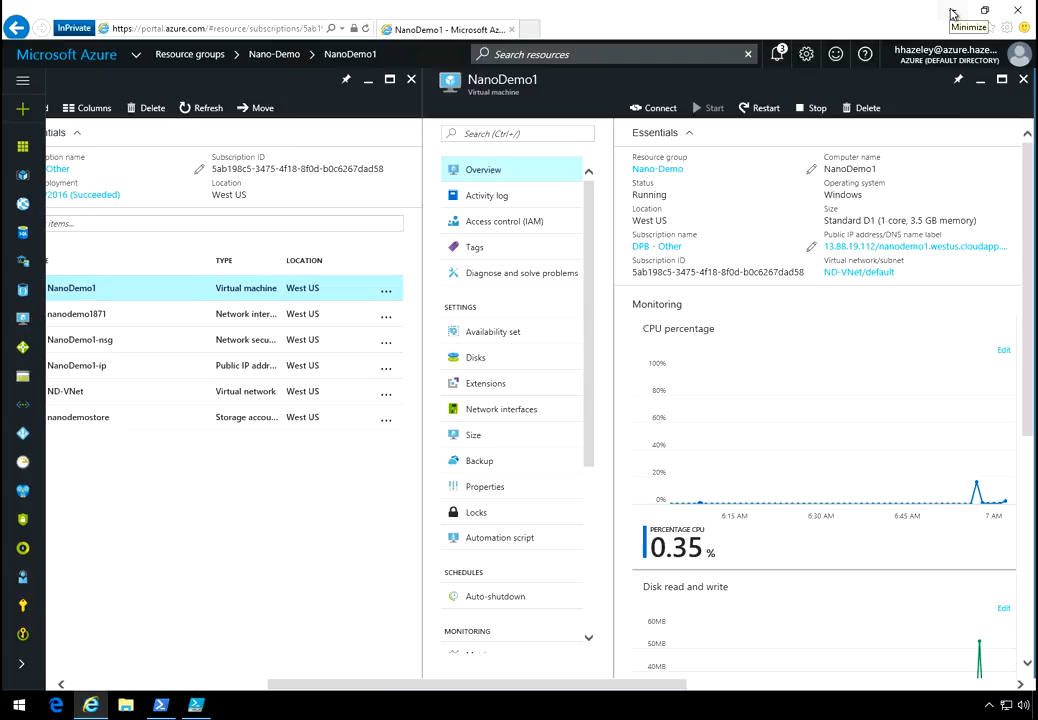 InPrivate
https://portal.azure.com/#resource/subscriptions/5ab1
NanoDemo1 - Microsoft Az...
Minimize
Microsoft Azure
Resource groups
Nano-Demo
NanoDemo1
Search resources
3
hhazeley@azure.haze...
AZURE (DEFAULT DIRECTORY)
Columns
Delete
Refresh
Move
NanoDemo1
Virtual machine
Connect
Start
Restart
Stop
Delete
Search (Ctrl+/)
Essentials
Subscription ID
Other
5ab198c5-3475-4f18-8f0d-b0c6267dad58
Location
/2016 (Succeeded)
West US
items...
TYPE
LOCATION
NanoDemo1
Virtual machine
West US
...
nanodemo1871
Network inter...
West US
...
NanoDemo1-nsg
Network secu...
West US
...
NanoDemo1-ip
Public IP addr...
West US
...
ND-VNet
Virtual network
West US
...
nanodemostore
Storage accou...
West US
...
Overview
Activity log
Access control (IAM)
Tags
Diagnose and solve problems
SETTINGS
Availability set
Disks
Extensions
Network interfaces
Size
Backup
Properties
Locks
Automation script
SCHEDULES
Auto-shutdown
MONITORING
Resource group
Nano-Demo
Status
Running
Location
West US
Subscription name
DPB - Other
Subscription ID
5ab198c5-3475-4f18-8f0d-b0c6267dad58
Computer name
NanoDemo1
Operating system
Windows
Size
Standard D1 (1 core, 3.5 GB memory)
Public IP address/DNS name label
13.88.19.112/nanodemo1.westus.cloudapp....
Virtual network/subnet
ND-VNet/default
Monitoring
CPU percentage
Edit
100%
80%
60%
40%
20%
0%
6:15 AM
6:30 AM
6:45 AM
7 AM
PERCENTAGE CPU
0.35 %
Disk read and write
Edit
60MB
50MB
40MB